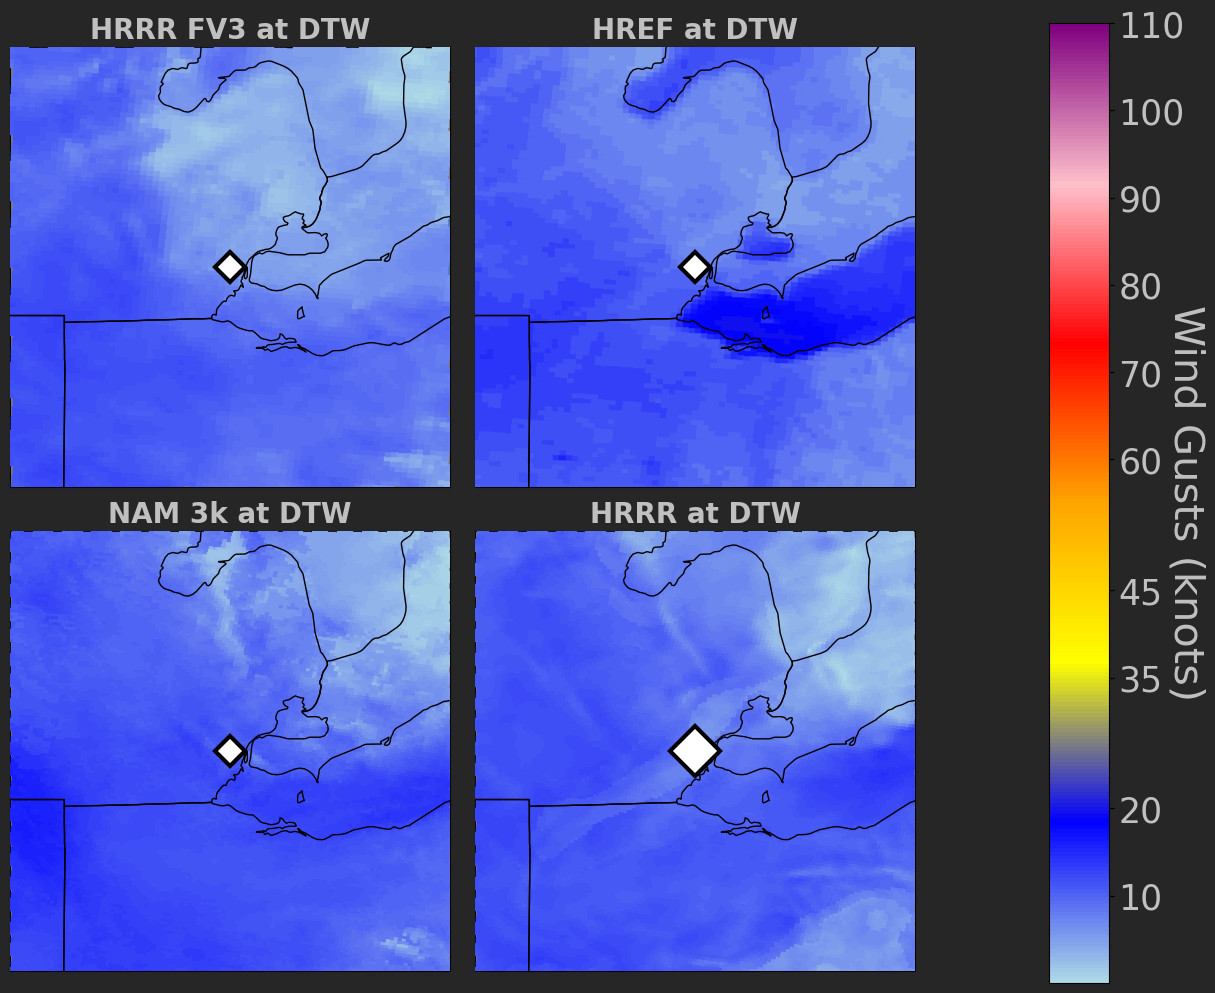 HRRR FV3 at DTW
HREF at DTW
NAM 3k at DTW
HRRR at DTW
110
100
90
80
70
60
45
35
20
10
Wind Gusts (knots)